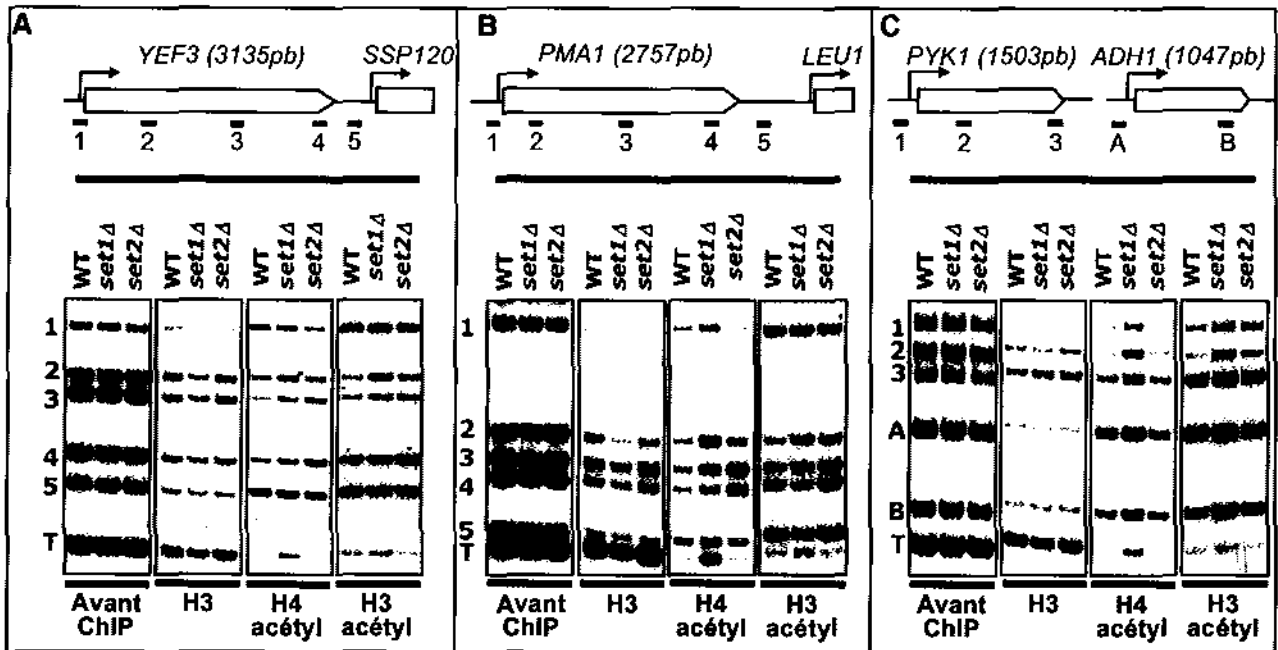 A
YEF3 (3135pb) SSP120
1 2 3 4 5
WT set1Δ set2Δ WT set1Δ set2Δ WT set1Δ set2Δ WT set1Δ set2Δ
1
2
3
4
5
T
Avant ChIP H3 H4 acétyl H3 acétyl
B
PMA1 (2757pb) LEU1
1 2 3 4 5
WT set1Δ set2Δ WT set1Δ set2Δ WT set1Δ set2Δ WT set1Δ set2Δ
1
2
3
4
5
T
Avant ChIP H3 H4 acétyl H3 acétyl
C
PYK1 (1503pb) ADH1 (1047pb)
1 2 3 A B
WT set1Δ set2Δ WT set1Δ set2Δ WT set1Δ set2Δ WT set1Δ set2Δ
1
2
3
A
B
T
Avant ChIP H3 H4 acétyl H3 acétyl